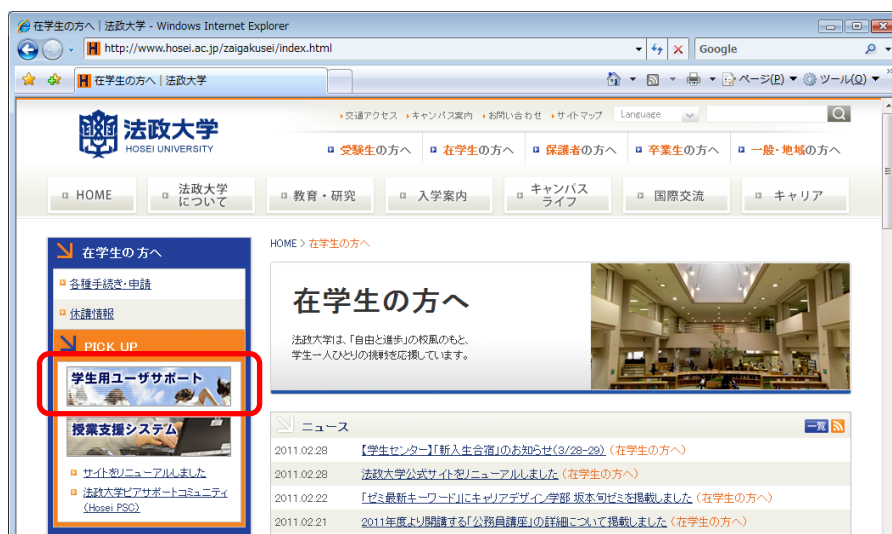 在学生の方へ | 法政大学 - Windows Internet Explorer
http://www.hosei.ac.jp/zaigakusei/index.html
Google
在学生の方へ | 法政大学
ページ(P)
ツール(O)
交通アクセス
キャンパス案内
お問い合わせ
サイトマップ
Language
法政大学
HOSEI UNIVERSITY
受験生の方へ
在学生の方へ
保護者の方へ
卒業生の方へ
一般・地域の方へ
HOME
法政大学
について
教育・研究
入学案内
キャンパス
ライフ
国際交流
キャリア
在学生の方へ
各種手続き・申請
休講情報
PICK UP
学生用ユーザサポート
授業支援システム
サイトをリニューアルしました
法政大学ピアサポートコミュニティ
(Hosei PSC)
HOME > 在学生の方へ
在学生の方へ
法政大学は、「自由と進歩」の校風のもと、
学生一人ひとりの挑戦を応援しています。
ニュース
一覧
2011.02.28 【学生センター】「新入生合宿」のお知らせ(3/28-29) (在学生の方へ)
2011.02.28 法政大学公式サイトをリニューアルしました (在学生の方へ)
2011.02.22 「ゼミ最新キーワード」にキャリアデザイン学部 坂本旬ゼミを掲載しました (在学生の方へ)
2011.02.21 2011年度より開講する「公務員講座」の詳細について掲載しました (在学生の方へ)